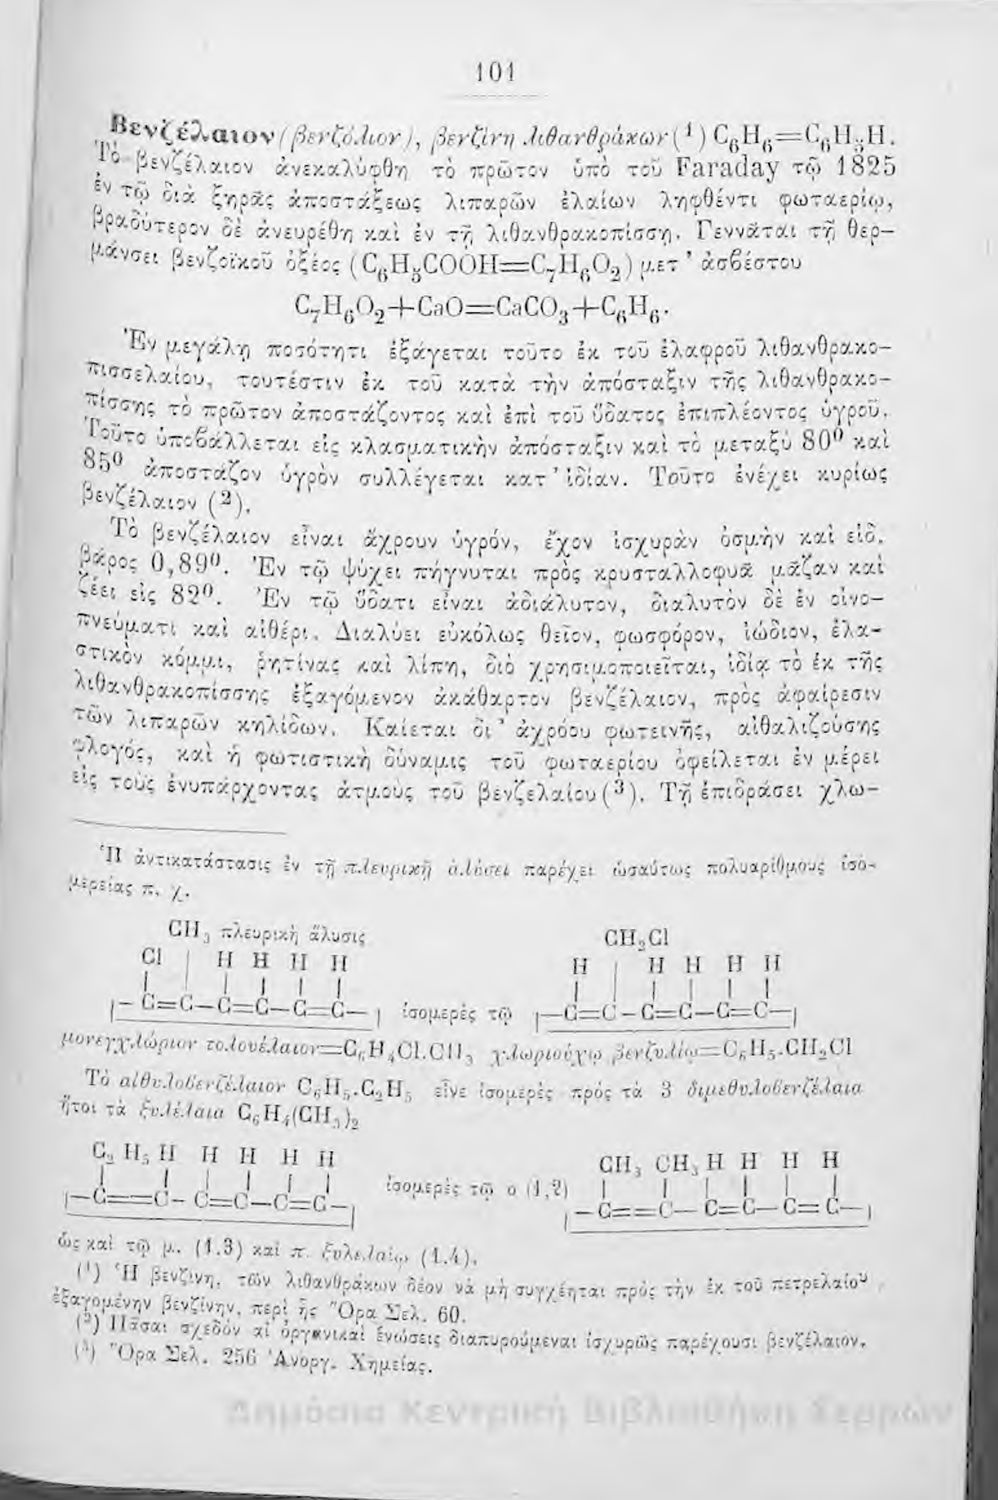 101
Βενζέλαιον (βενζόλιον), βενζίνη λιθανθράκων (¹) C₆H₆=C₆H₅H.
Τὸ βενζέλαιον ἀνεκαλύφθη τὸ πρῶτον ὑπὸ τοῦ Faraday τῷ 1825
ἐν τῷ διὰ ξηρᾶς ἀποστάξεως λιπαρῶν ἐλαίων ληφθέντι φωταερίῳ,
βραδύτερον δὲ ἀνευρέθη καὶ ἐν τῇ λιθανθρακοπίσσῃ. Γεννᾶται τῇ θερ-
μάνσει βενζοϊκοῦ ὀξέος (C₆H₅COOH=C₇H₆O₂) μετ' ἀσβέστου
C₇H₆O₂+CaO=CaCO₃+C₆H₆.
Ἐν μεγάλῃ ποσότητι ἐξάγεται τοῦτο ἐκ τοῦ ἐλαφροῦ λιθανθρακο-
πισσελαίου, τουτέστιν ἐκ τοῦ κατὰ τὴν ἀπόσταξιν τῆς λιθανθρακο-
πίσσης τὸ πρῶτον ἀποστάζοντος καὶ ἐπὶ τοῦ ὕδατος ἐπιπλέοντος ὑγροῦ.
Τοῦτο ὑποβάλλεται εἰς κλασματικὴν ἀπόσταξιν καὶ τὸ μεταξὺ 80⁰ καὶ
85⁰ ἀποστάζον ὑγρὸν συλλέγεται κατ' ἰδίαν. Τοῦτο ἐνέχει κυρίως
βενζέλαιον (²).
Τὸ βενζέλαιον εἶναι ἄχρουν ὑγρόν, ἔχον ἰσχυρὰν ὀσμὴν καὶ εἰδ.
βάρος 0,89⁰. Ἐν τῷ ψύχει πήγνυται πρὸς κρυσταλλοφυᾶ μᾶζαν καὶ
ζέει εἰς 82⁰. Ἐν τῷ ὕδατι εἶναι ἀδιάλυτον, διαλυτὸν δὲ ἐν οἰνο-
πνεύματι καὶ αἰθέρι. Διαλύει εὐκόλως θεῖον, φωσφόρον, ἰώδιον, ἐλα-
στικὸν κόμμι, ῥητίνας καὶ λίπη, διὸ χρησιμοποιεῖται, ἰδίᾳ τὸ ἐκ τῆς
λιθανθρακοπίσσης ἐξαγόμενον ἀκάθαρτον βενζέλαιον, πρὸς ἀφαίρεσιν
τῶν λιπαρῶν κηλίδων. Καίεται δι' ἀχρόου φωτεινῆς, αἰθαλιζούσης
φλογός, καὶ ἡ φωτιστικὴ δύναμις τοῦ φωταερίου ὀφείλεται ἐν μέρει
εἰς τοὺς ἐνυπάρχοντας ἀτμοὺς τοῦ βενζελαίου (³). Τῇ ἐπιδράσει χλω-
Ἡ ἀντικατάστασις ἐν τῇ πλευρικῇ ἁλύσει παρέχει ὡσαύτως πολυαρίθμους ἰσο-
μερείας π. χ.
CH₃ πλευρικὴ ἅλυσις CH₂Cl
Cl | H H H H H | H H H H
|—C=C—C=C—C=C—| ἰσομερὲς τῷ |—C=C—C=C—C=C—|
μονεγχλώριον τολουέλαιον=C₆H₄Cl.CH₃ χλωριούχῳ βενζυλίῳ=C₆H₅.CH₂Cl
Τὸ αἰθυλοβενζέλαιον C₆H₅.C₂H₅ εἶνε ἰσομερὲς πρὸς τὰ 3 διμεθυλοβενζέλαια
ἤτοι τὰ ξυλέλαια C₆H₄(CH₃)₂
C₂H₅ H H H H H CH₃ CH₃ H H H H
|—C=C—C=C—C=C—| ἰσομερὲς τῷ ο (1,2) |—C=C—C=C—C=C—|
ὡς καὶ τῷ μ. (1.3) καὶ π. ξυλελαίῳ (1.4).
(¹) Ἡ βενζίνη, τῶν λιθανθράκων δέον νὰ μὴ συγχέηται πρὸς τὴν ἐκ τοῦ πετρελαίου
ἐξαγομένην βενζίνην, περὶ ἧς Ὅρα Σελ. 60.
(²) Πᾶσαι σχεδὸν αἱ ὀργανικαὶ ἑνώσεις διαπυρούμεναι ἰσχυρῶς παρέχουσι βενζέλαιον.
(³) Ὅρα Σελ. 256 Ἀνοργ. Χημείας.
Δημόσια Κεντρική Βιβλιοθήκη Σερρών